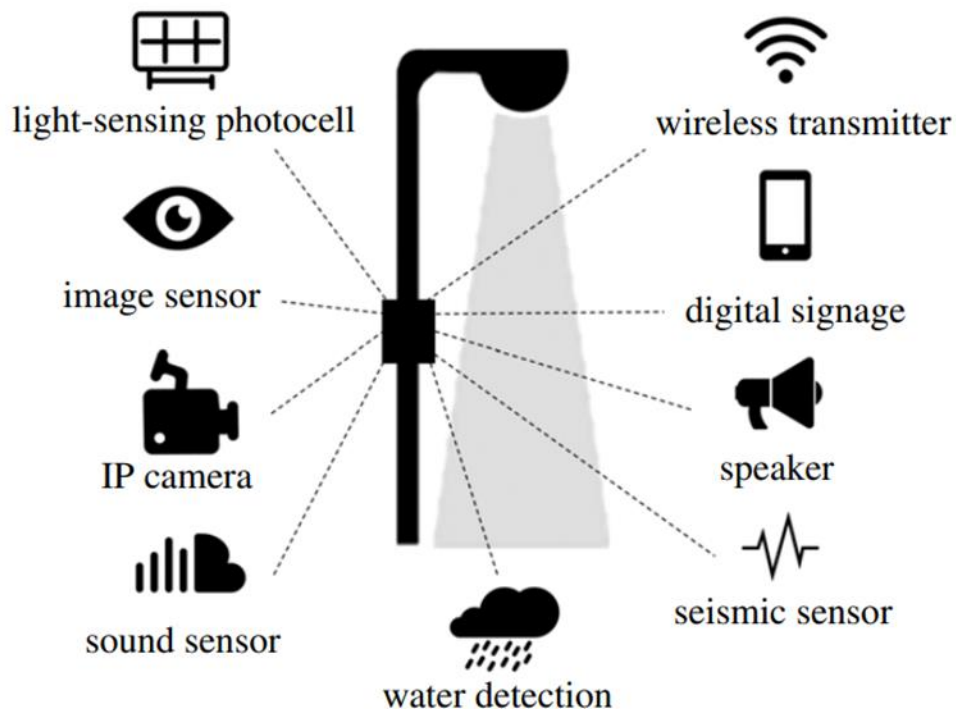 light-sensing photocell
wireless transmitter
image sensor
digital signage
IP camera
speaker
sound sensor
seismic sensor
water detection